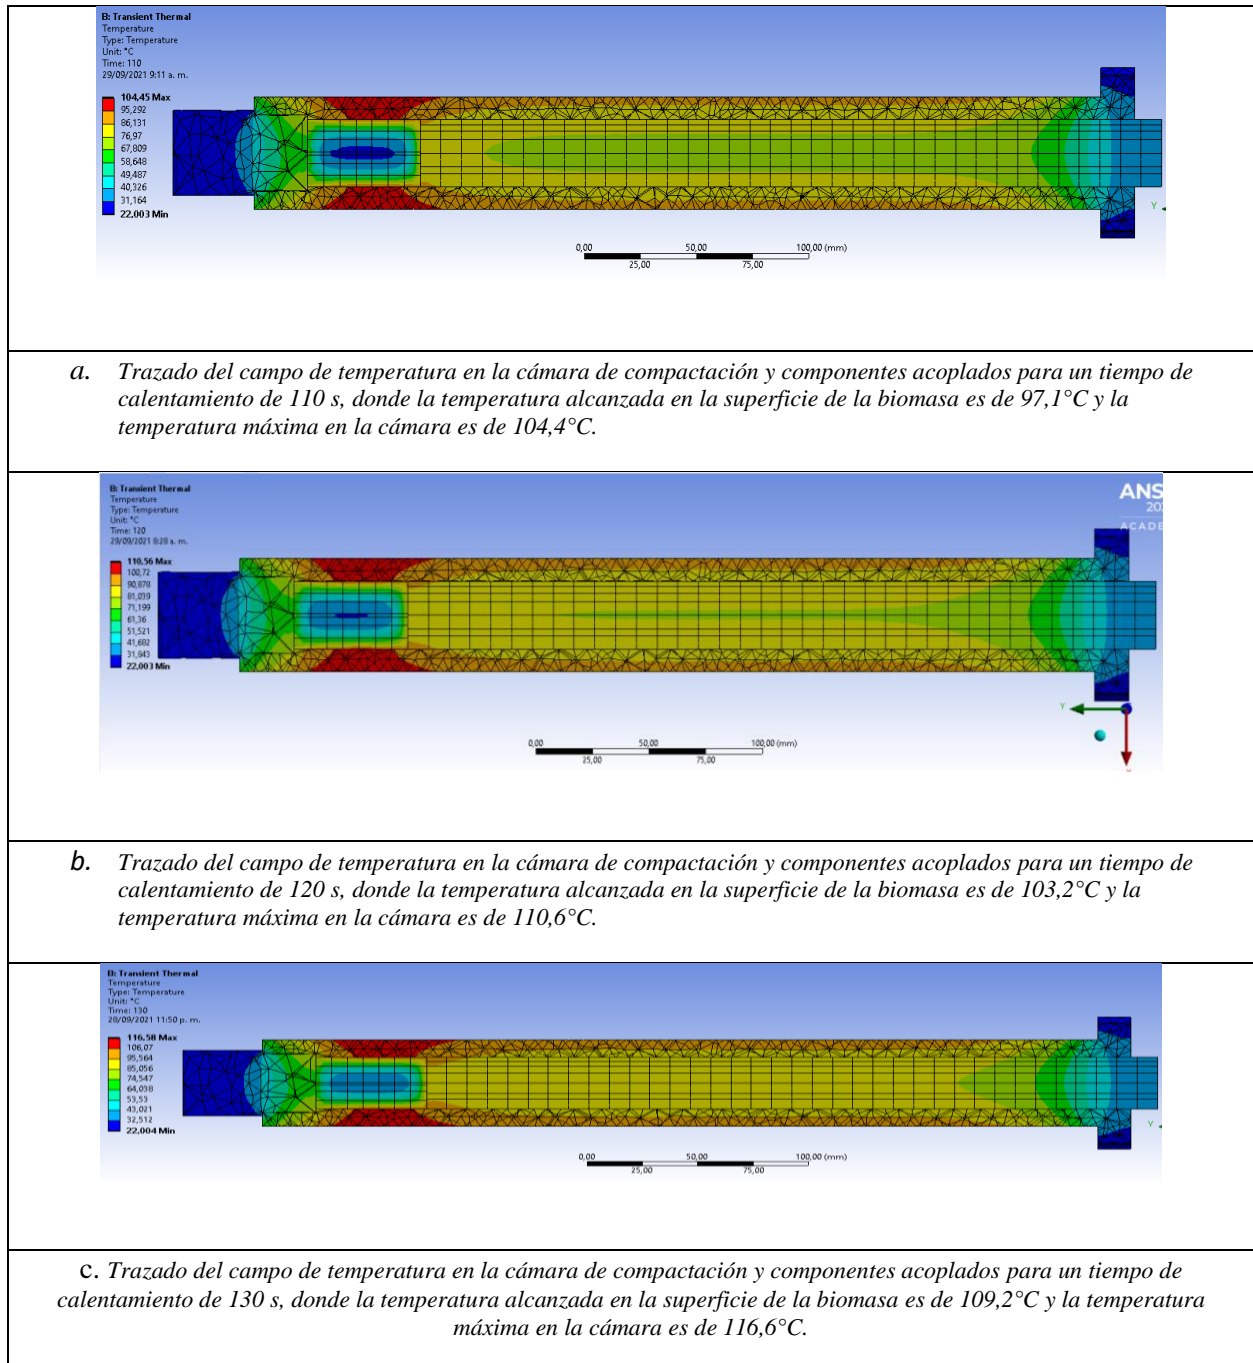 B: Transient Thermal
Temperature
Type: Temperature
Unit: °C
Time: 110
29/09/2021 9:11 a. m.
104,45 Max
95,292
86,131
76,97
67,809
58,648
49,487
40,326
31,164
22,003 Min
Y
0,00 50,00 100,00 (mm)
25,00 75,00
a. Trazado del campo de temperatura en la cámara de compactación y componentes acoplados para un tiempo de
calentamiento de 110 s, donde la temperatura alcanzada en la superficie de la biomasa es de 97,1°C y la
temperatura máxima en la cámara es de 104,4°C.
B: Transient Thermal
Temperature
Type: Temperature
Unit: °C
Time: 120
29/09/2021 8:28 a. m.
ANS
202
ACADE
110,56 Max
100,72
90,878
81,039
71,199
61,36
51,521
41,682
31,843
22,003 Min
Y
0,00 50,00 100,00 (mm)
25,00 75,00
b. Trazado del campo de temperatura en la cámara de compactación y componentes acoplados para un tiempo de
calentamiento de 120 s, donde la temperatura alcanzada en la superficie de la biomasa es de 103,2°C y la
temperatura máxima en la cámara es de 110,6°C.
B: Transient Thermal
Temperature
Type: Temperature
Unit: °C
Time: 130
28/09/2021 11:50 p. m.
116,58 Max
106,07
95,564
85,056
74,547
64,038
53,53
43,021
32,512
22,004 Min
Y
0,00 50,00 100,00 (mm)
25,00 75,00
c. Trazado del campo de temperatura en la cámara de compactación y componentes acoplados para un tiempo de
calentamiento de 130 s, donde la temperatura alcanzada en la superficie de la biomasa es de 109,2°C y la temperatura
máxima en la cámara es de 116,6°C.